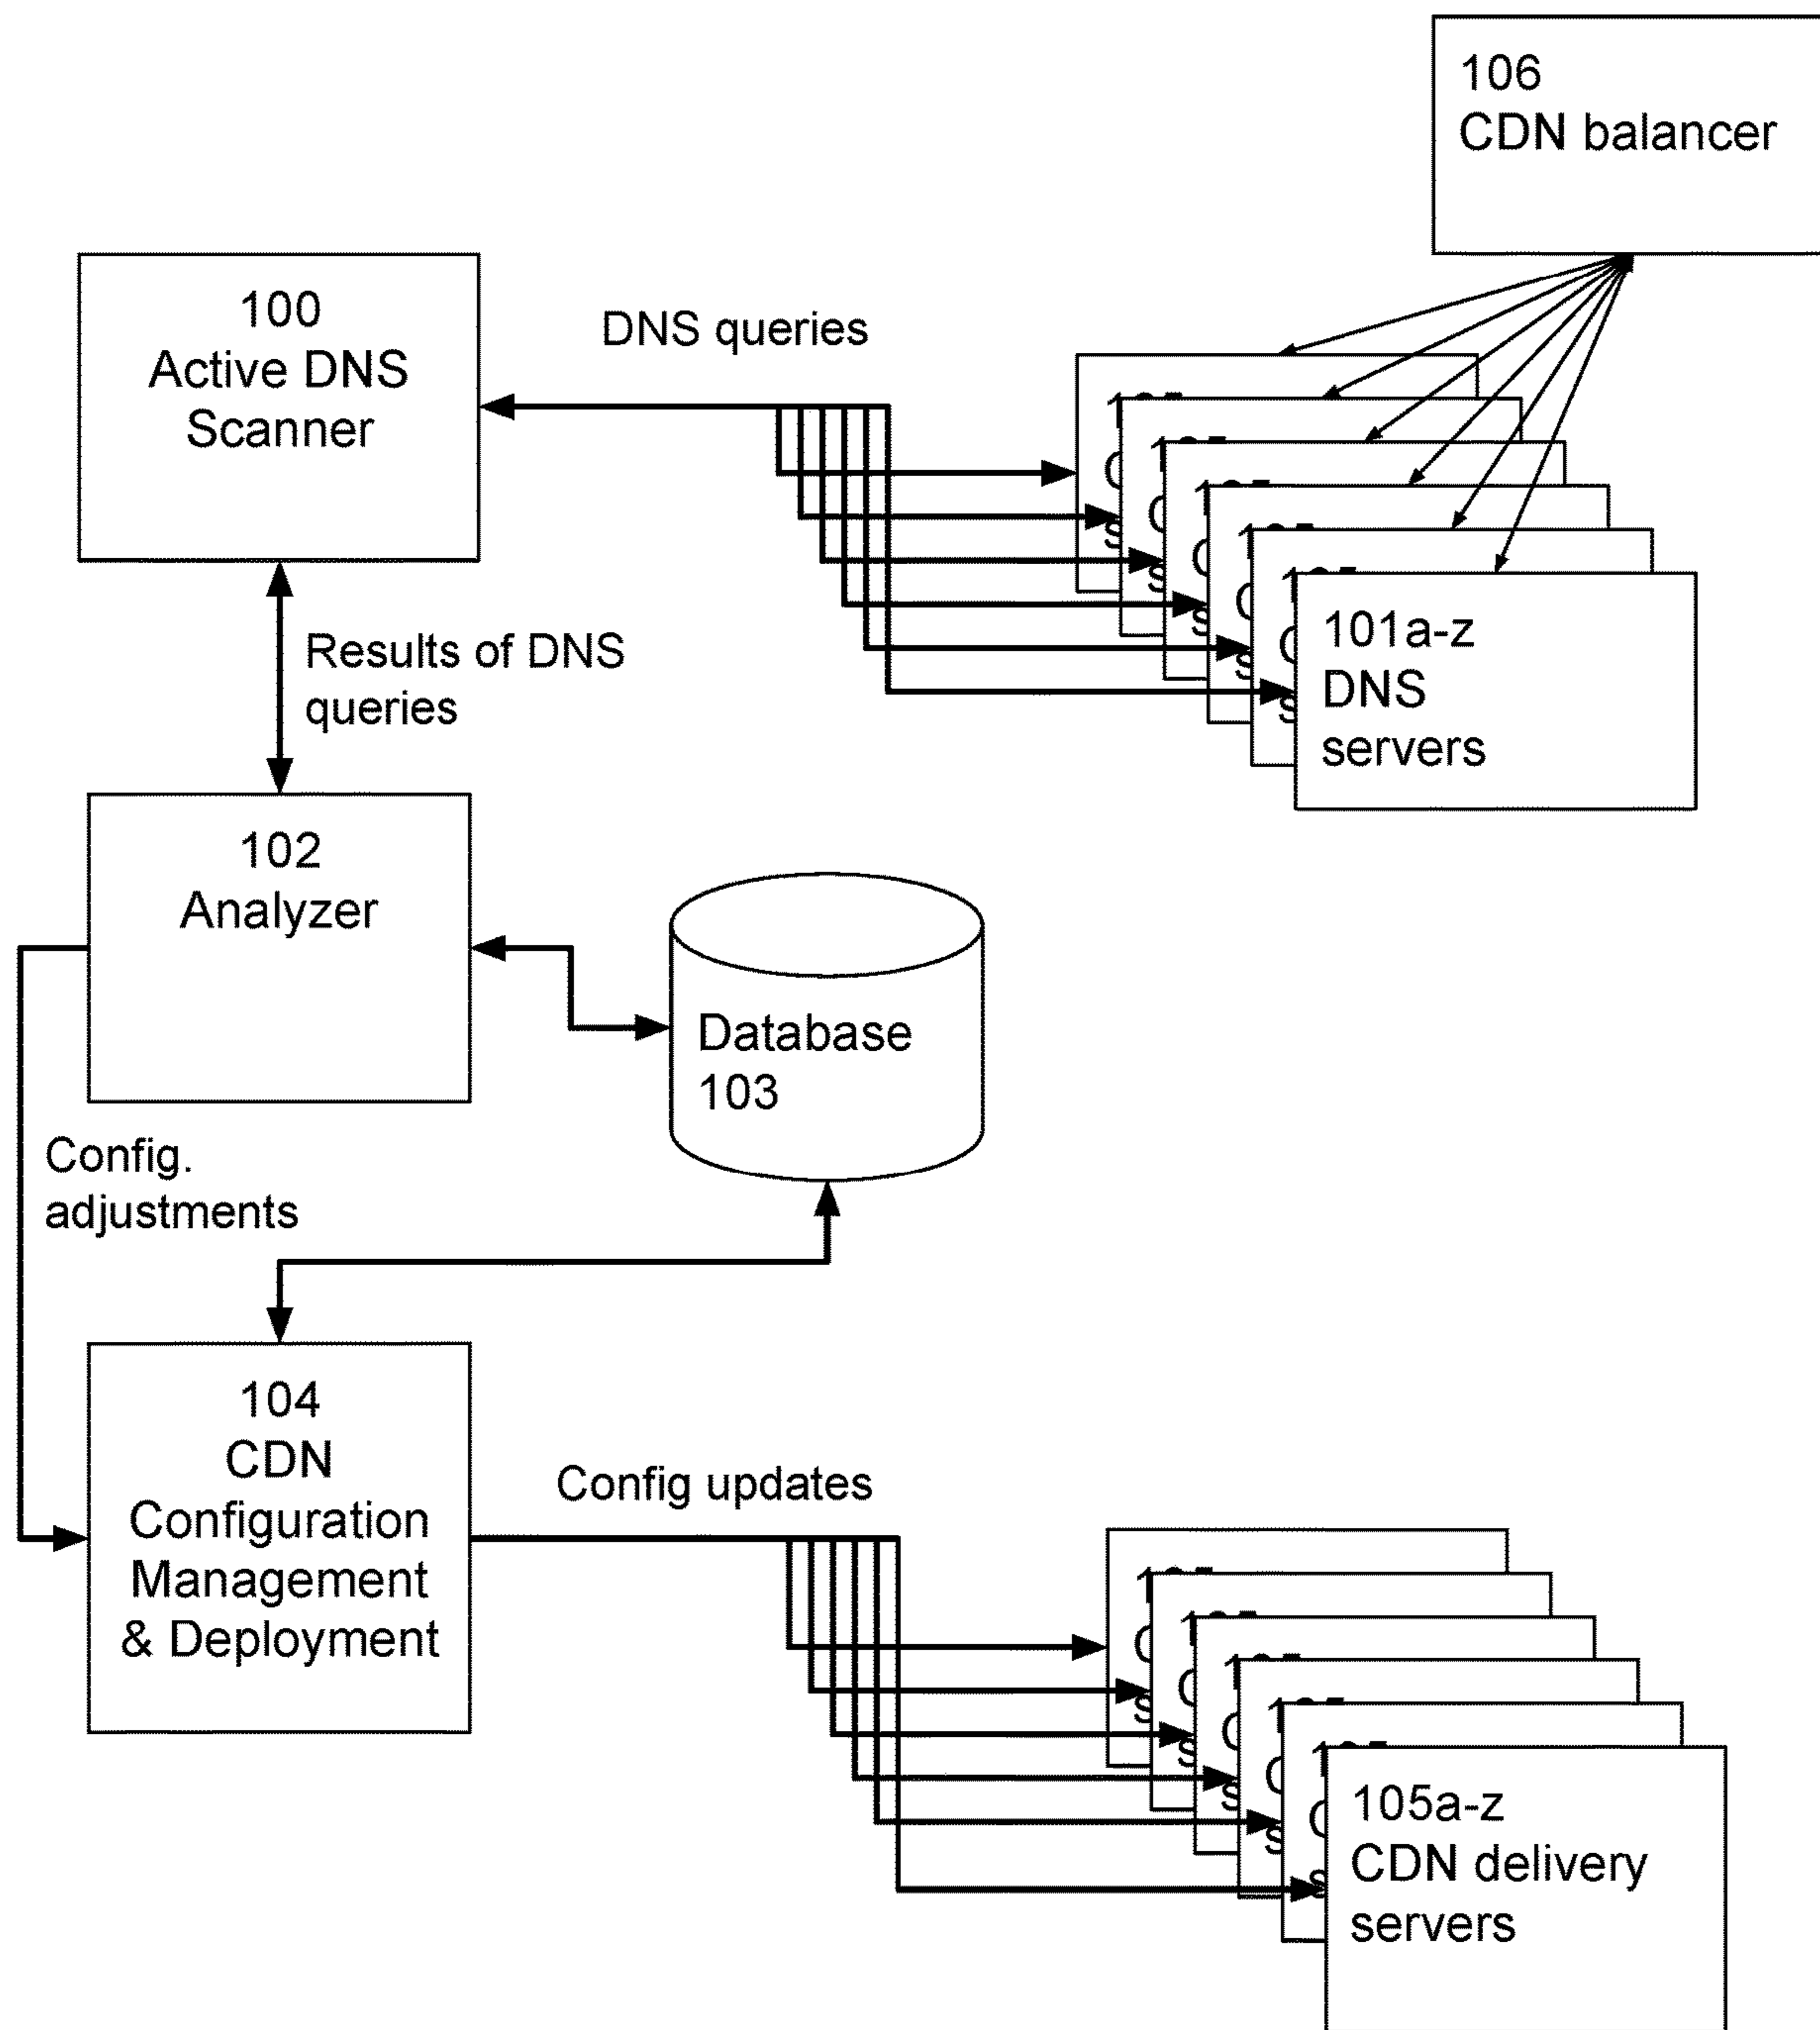 106
CDN balancer
100
Active DNS
Scanner
DNS queries
101a-z
DNS
servers
Results of DNS
queries
102
Analyzer
Database
103
Config.
adjustments
104
CDN
Configuration
Management
& Deployment
Config updates
105a-z
CDN delivery
servers